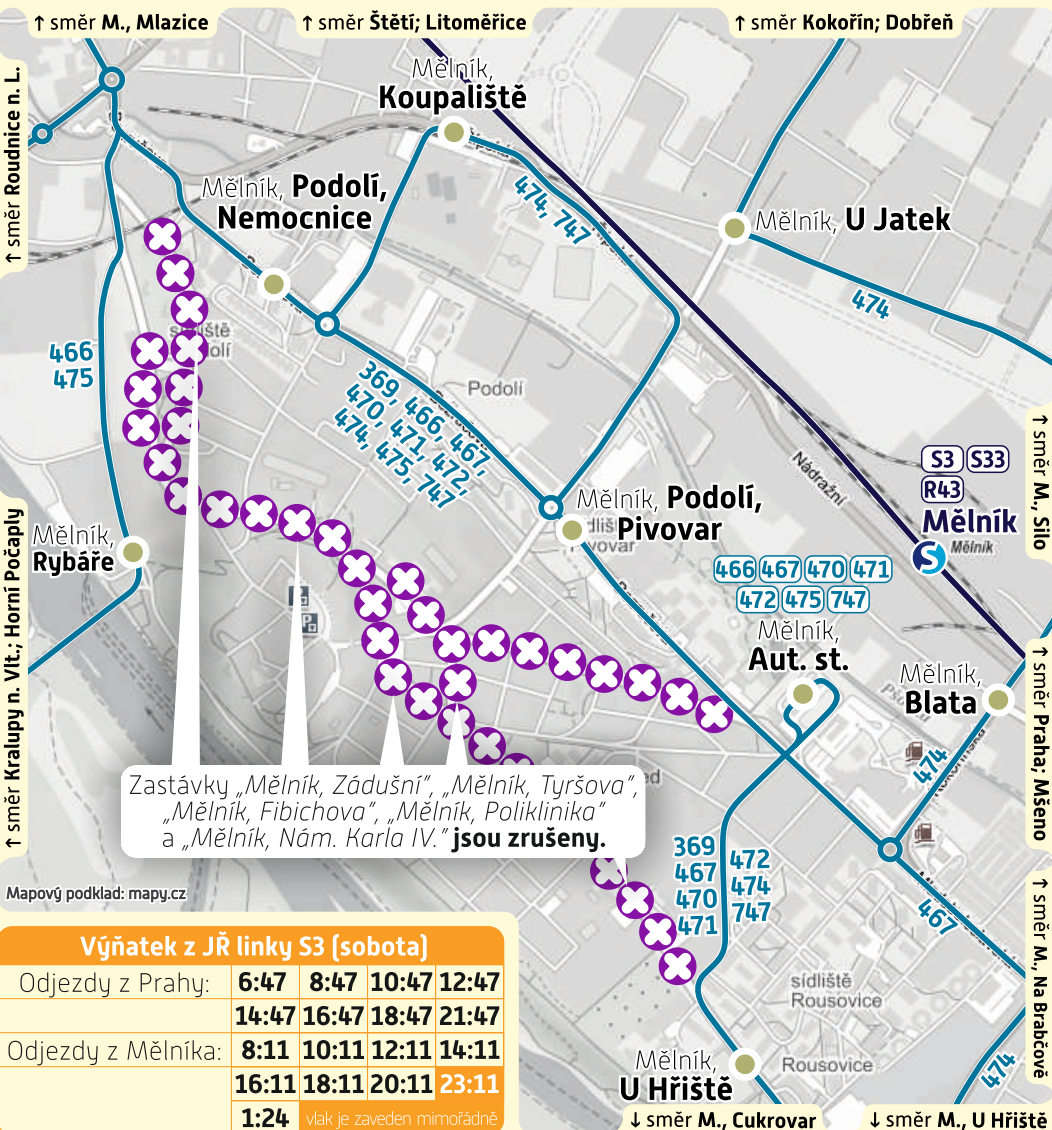 ↑ směr M., Mlazice
↑ směr Štětí; Litoměřice
↑ směr Kokořín; Dobřeň
↑ směr Roudnice n. L.
Mělník,
Koupaliště
Mělník, Podolí,
Nemocnice
474, 747
Mělník, U Jatek
474
466
475
sídliště
Podolí
Podolí
369, 466, 467,
470, 471, 472,
474, 475, 747
Nádražní
S3 S33
R43
Mělník
Mělník
↑ směr M., Silo
Mělník, Podolí,
Pivovar
sídliště
Pivovar
Mělník,
Rybáře
↑ směr Kralupy n. Vlt.; Horní Počaply
466 467 470 471
472 475 747
Mělník,
Aut. st.
Mělník,
Blata
474
↑ směr Praha; Mšeno
Zastávky „Mělník, Zádušní“, „Mělník, Tyršova“,
„Mělník, Fibichova“, „Mělník, Poliklinika“
a „Mělník, Nám. Karla IV.“ jsou zrušeny.
369
467
470
471
472
474
747
467
↑ směr M., Na Brabčově
Mapový podklad: mapy.cz
Výňatek z JŘ linky S3 (sobota)
Odjezdy z Prahy: 6:47 8:47 10:47 12:47
14:47 16:47 18:47 21:47
Odjezdy z Mělníka: 8:11 10:11 12:11 14:11
16:11 18:11 20:11 23:11
1:24 vlak je zaveden mimořádně
sídliště
Rousovice
Rousovice
Mělník,
U Hřiště
474
↓ směr M., Cukrovar
↓ směr M., U Hřiště